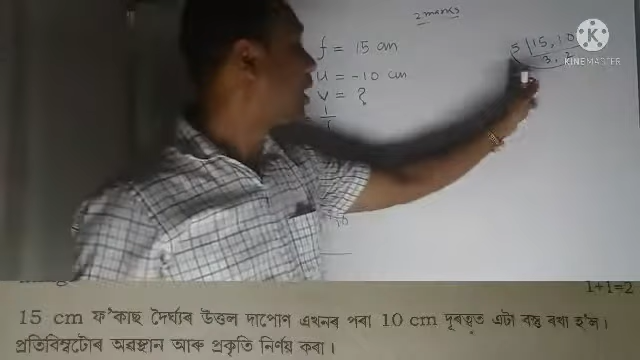 2 marks
f = 15 cm
5 | 15, 10
3, 2
KINEMASTER
u = -10 cm
v = ?
1+1=2
15 cm ফ'কাছ দৈৰ্ঘ্যৰ উত্তল দাপোণ এখনৰ পৰা 10 cm দূৰত্বত এটা বস্তু ৰখা হ'ল।
প্ৰতিবিম্বটোৰ অৱস্থান আৰু প্ৰকৃতি নিৰ্ণয় কৰা।